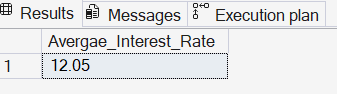 Results Messages Execution plan
Avergae_Interest_Rate
1 12.05